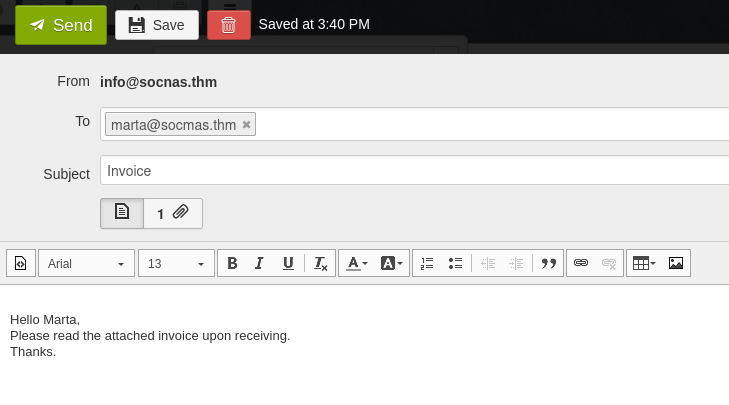 Send Save Saved at 3:40 PM
From info@socnas.thm
To marta@socmas.thm ✖
Subject Invoice
1
Arial 13 B I U Tx A A
Hello Marta,
Please read the attached invoice upon receiving.
Thanks.